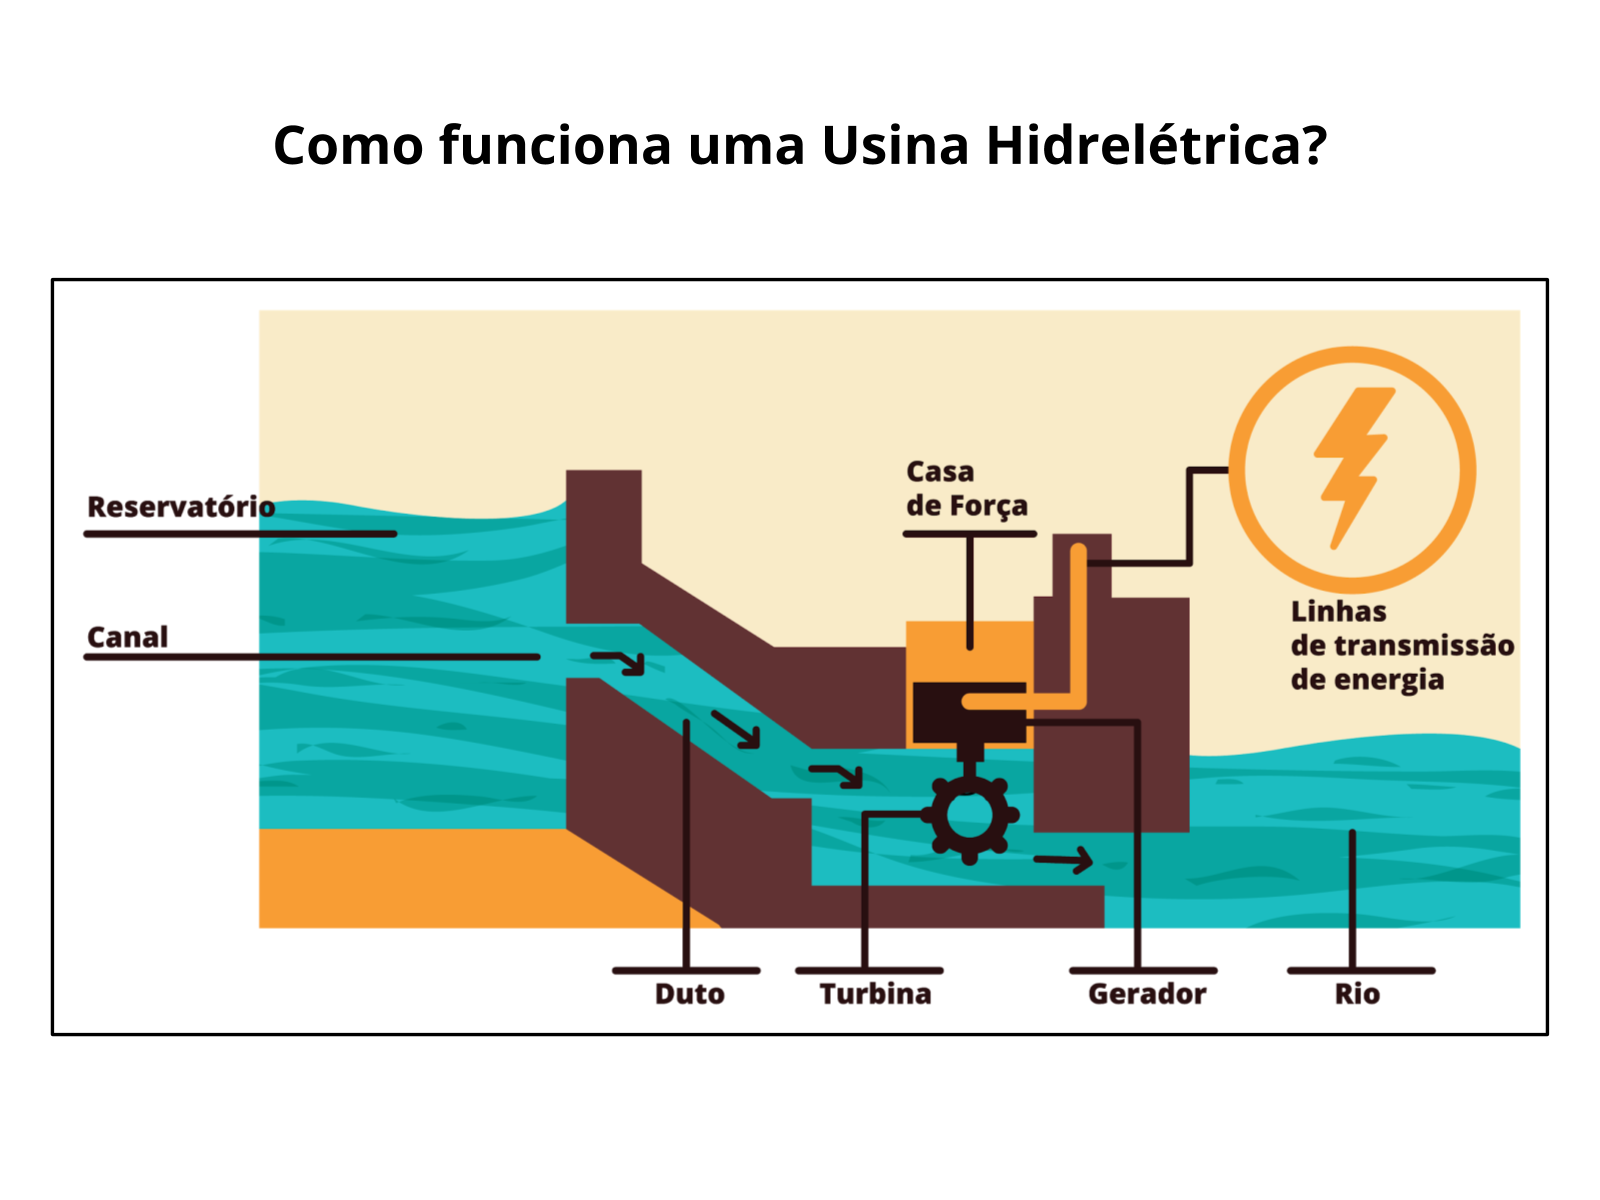 Como funciona uma Usina Hidrelétrica?
Reservatório
Canal
Casa
de Força
Linhas
de transmissão
de energia
Duto
Turbina
Gerador
Rio